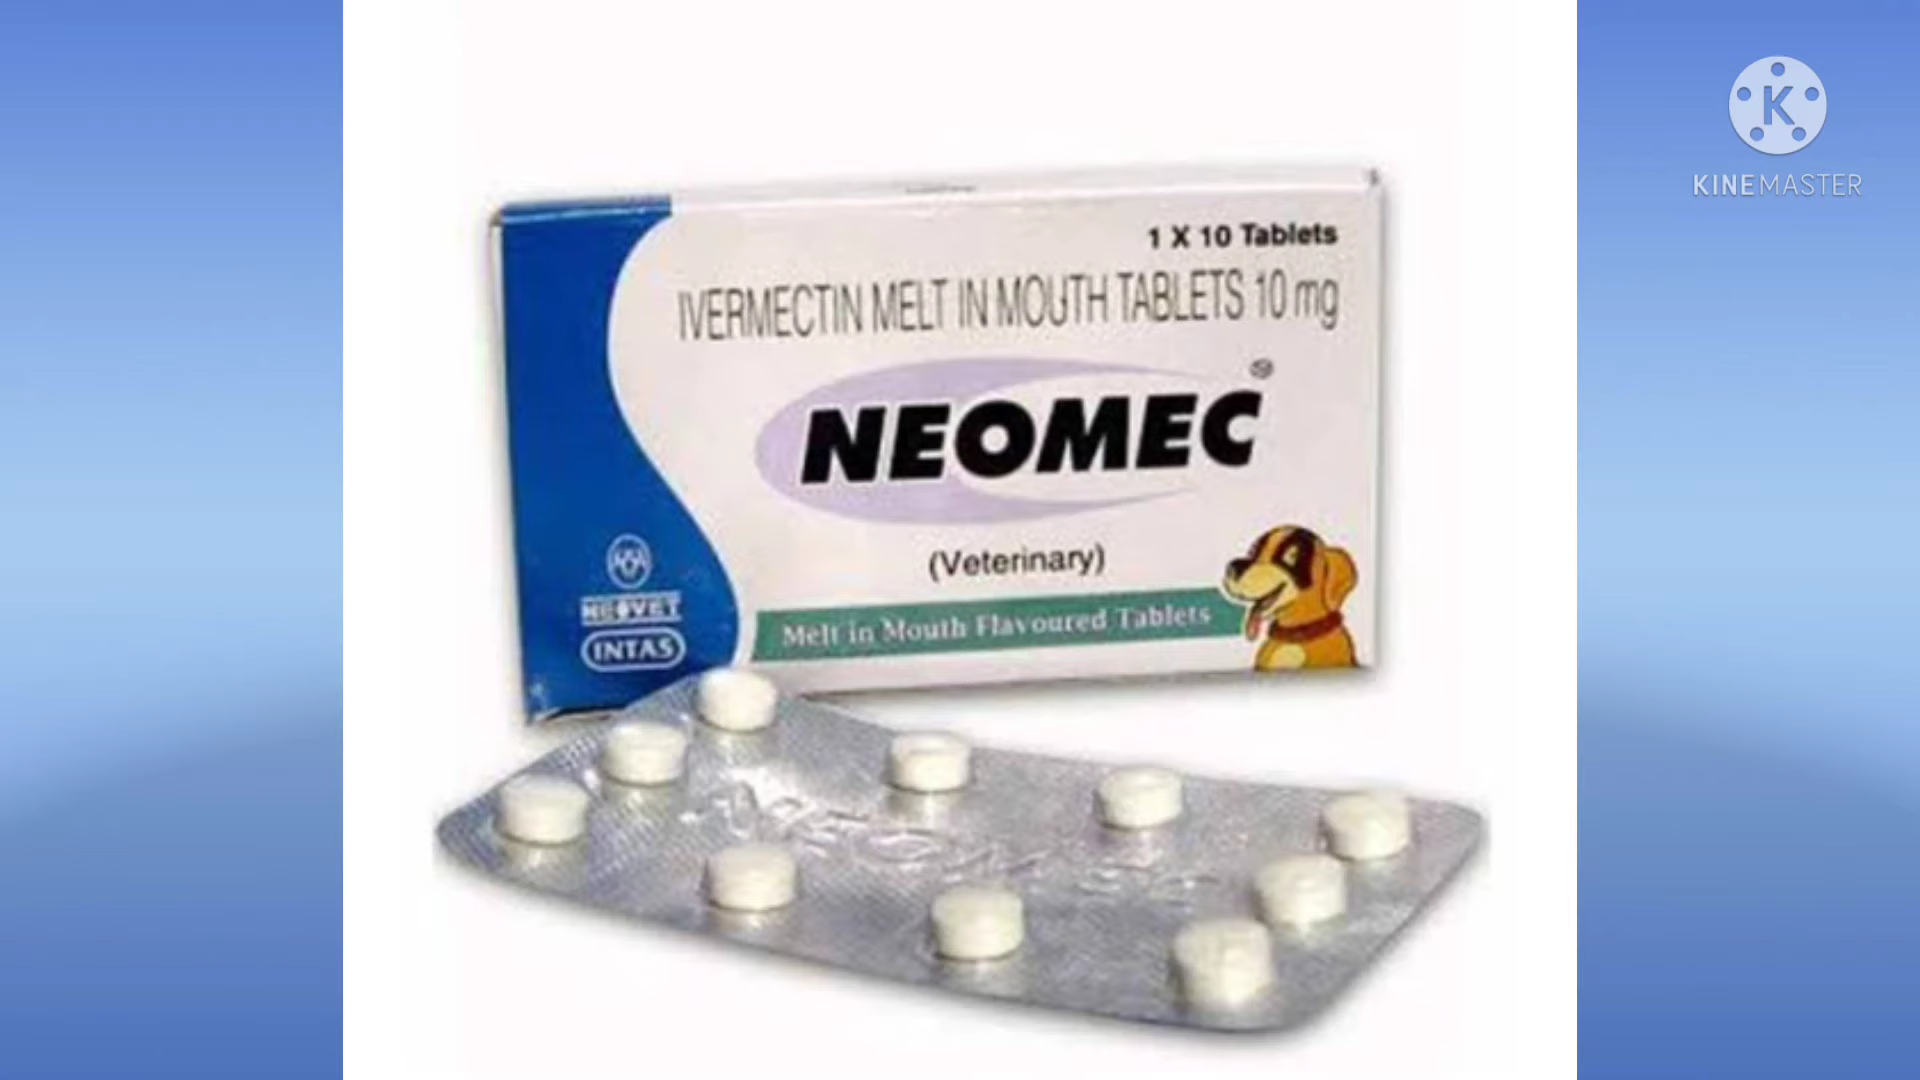 K
KINEMASTER
1 X 10 Tablets
IVERMECTIN MELT IN MOUTH TABLETS 10 mg
NEOMEC®
(Veterinary)
Melt in Mouth Flavoured Tablets
NEOVET
INTAS